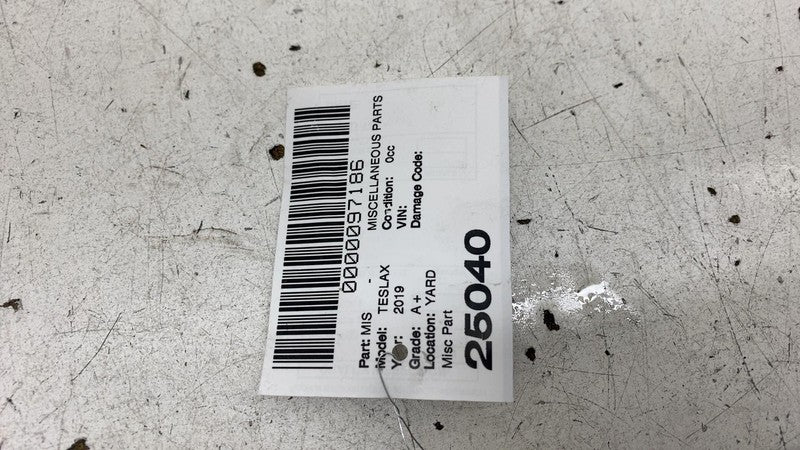 0000097186
Part: MIS - MISCELLANEOUS PARTS
Model: TESLAX Condition: 0cc
Year: 2019 VIN:
Grade: A+ Damage Code:
Location: YARD
Misc Part
25040